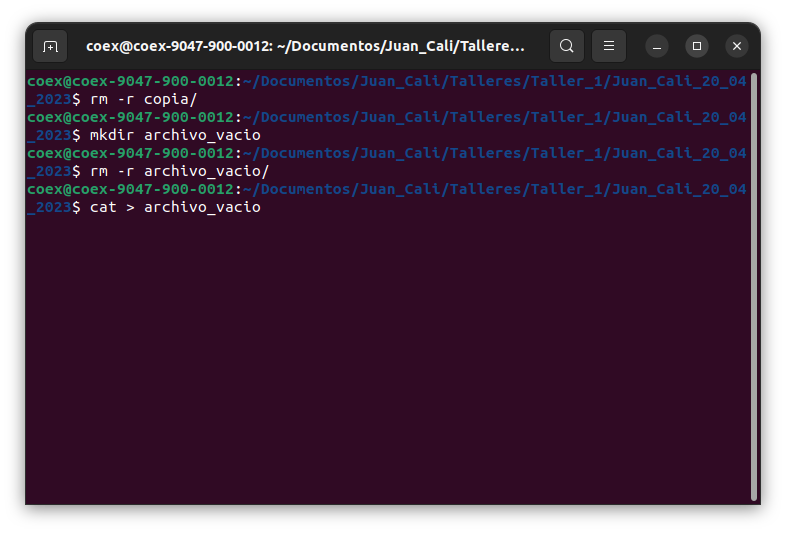 coex@coex-9047-900-0012: ~/Documentos/Juan_Cali/Tallere...
coex@coex-9047-900-0012:~/Documentos/Juan_Cali/Talleres/Taller_1/Juan_Cali_20_04
_2023$ rm -r copia/
coex@coex-9047-900-0012:~/Documentos/Juan_Cali/Talleres/Taller_1/Juan_Cali_20_04
_2023$ mkdir archivo_vacio
coex@coex-9047-900-0012:~/Documentos/Juan_Cali/Talleres/Taller_1/Juan_Cali_20_04
_2023$ rm -r archivo_vacio/
coex@coex-9047-900-0012:~/Documentos/Juan_Cali/Talleres/Taller_1/Juan_Cali_20_04
_2023$ cat > archivo_vacio